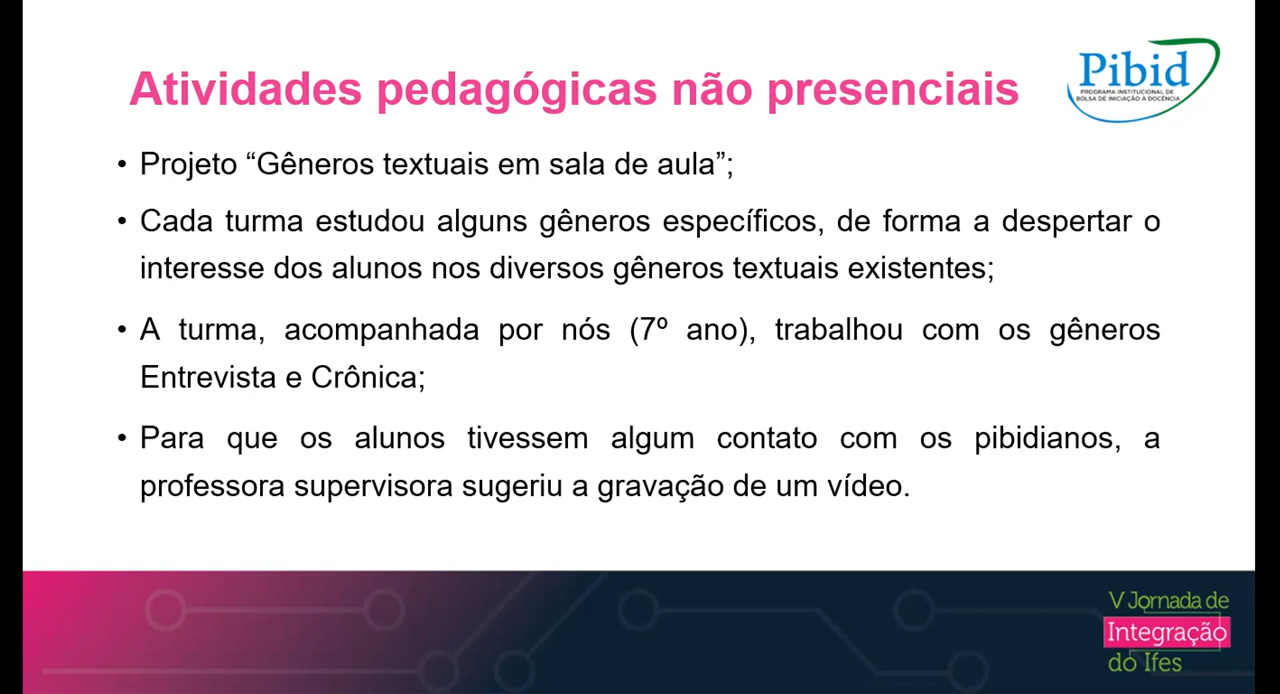 Atividades pedagógicas não presenciais
Pibid
PROGRAMA INSTITUCIONAL DE
BOLSA DE INICIAÇÃO À DOCÊNCIA
• Projeto “Gêneros textuais em sala de aula”;
• Cada turma estudou alguns gêneros específicos, de forma a despertar o
interesse dos alunos nos diversos gêneros textuais existentes;
• A turma, acompanhada por nós (7º ano), trabalhou com os gêneros
Entrevista e Crônica;
• Para que os alunos tivessem algum contato com os pibidianos, a
professora supervisora sugeriu a gravação de um vídeo.
V Jornada de
Integração
do Ifes